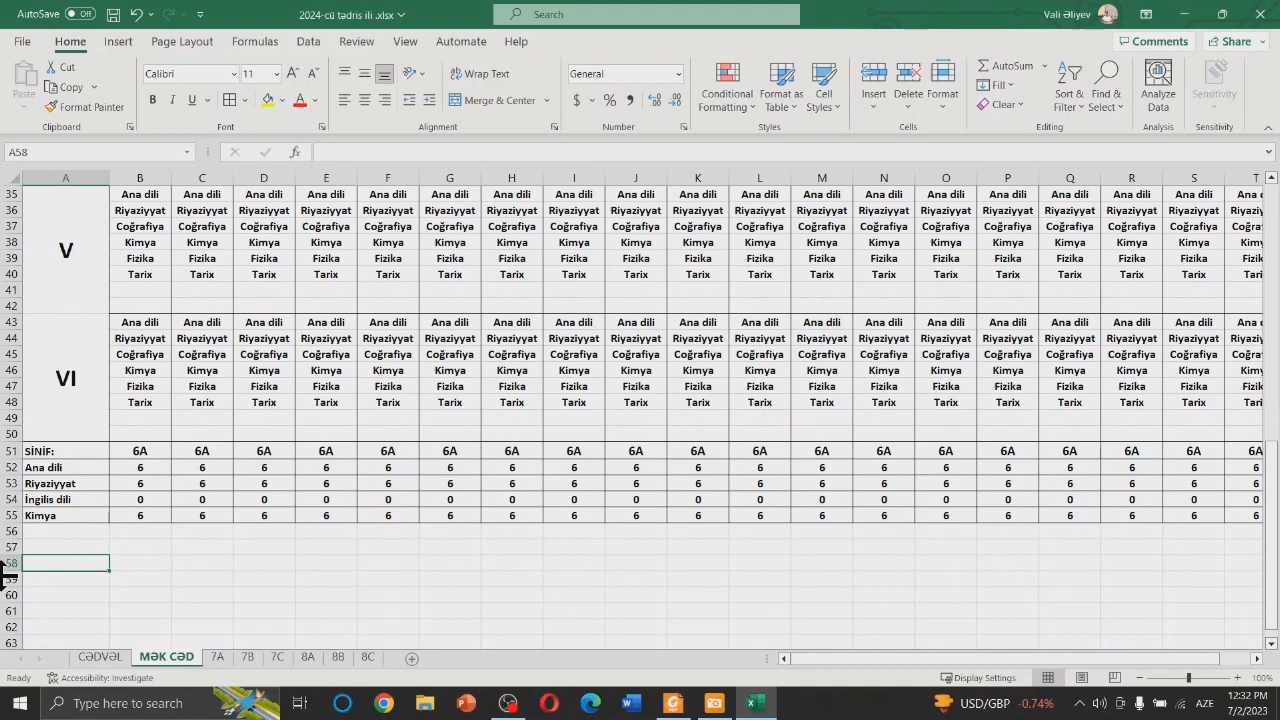 AutoSave Off 2024-cü tədris ili .xlsx Search Vəli Əliyev
File Home Insert Page Layout Formulas Data Review View Automate Help Comments Share
Paste Cut Copy Format Painter Calibri 11 Wrap Text Merge & Center General Conditional Formatting Format as Table Cell Styles Insert Delete Format AutoSum Fill Clear Sort & Filter Find & Select Analyze Data Sensitivity
Clipboard Font Alignment Number Styles Cells Editing Analysis Sensitivity
A58 fx
A B C D E F G H I J K L M N O P Q R S T
35 Ana dili Ana dili Ana dili Ana dili Ana dili Ana dili Ana dili Ana dili Ana dili Ana dili Ana dili Ana dili Ana dili Ana dili Ana dili Ana dili Ana dili Ana dili Ana d
36 Riyaziyyat Riyaziyyat Riyaziyyat Riyaziyyat Riyaziyyat Riyaziyyat Riyaziyyat Riyaziyyat Riyaziyyat Riyaziyyat Riyaziyyat Riyaziyyat Riyaziyyat Riyaziyyat Riyaziyyat Riyaziyyat Riyaziyyat Riyaziyyat Riyaziy
37 Coğrafiya Coğrafiya Coğrafiya Coğrafiya Coğrafiya Coğrafiya Coğrafiya Coğrafiya Coğrafiya Coğrafiya Coğrafiya Coğrafiya Coğrafiya Coğrafiya Coğrafiya Coğrafiya Coğrafiya Coğrafiya Coğraf
38 V Kimya Kimya Kimya Kimya Kimya Kimya Kimya Kimya Kimya Kimya Kimya Kimya Kimya Kimya Kimya Kimya Kimya Kimya Kimy
39 Fizika Fizika Fizika Fizika Fizika Fizika Fizika Fizika Fizika Fizika Fizika Fizika Fizika Fizika Fizika Fizika Fizika Fizika Fizik
40 Tarix Tarix Tarix Tarix Tarix Tarix Tarix Tarix Tarix Tarix Tarix Tarix Tarix Tarix Tarix Tarix Tarix Tarix Tarix
41
42
43 Ana dili Ana dili Ana dili Ana dili Ana dili Ana dili Ana dili Ana dili Ana dili Ana dili Ana dili Ana dili Ana dili Ana dili Ana dili Ana dili Ana dili Ana dili Ana d
44 Riyaziyyat Riyaziyyat Riyaziyyat Riyaziyyat Riyaziyyat Riyaziyyat Riyaziyyat Riyaziyyat Riyaziyyat Riyaziyyat Riyaziyyat Riyaziyyat Riyaziyyat Riyaziyyat Riyaziyyat Riyaziyyat Riyaziyyat Riyaziyyat Riyaziy
45 Coğrafiya Coğrafiya Coğrafiya Coğrafiya Coğrafiya Coğrafiya Coğrafiya Coğrafiya Coğrafiya Coğrafiya Coğrafiya Coğrafiya Coğrafiya Coğrafiya Coğrafiya Coğrafiya Coğrafiya Coğrafiya Coğraf
46 VI Kimya Kimya Kimya Kimya Kimya Kimya Kimya Kimya Kimya Kimya Kimya Kimya Kimya Kimya Kimya Kimya Kimya Kimya Kimy
47 Fizika Fizika Fizika Fizika Fizika Fizika Fizika Fizika Fizika Fizika Fizika Fizika Fizika Fizika Fizika Fizika Fizika Fizika Fizik
48 Tarix Tarix Tarix Tarix Tarix Tarix Tarix Tarix Tarix Tarix Tarix Tarix Tarix Tarix Tarix Tarix Tarix Tarix Tarix
49
50
51 SİNİF: 6A 6A 6A 6A 6A 6A 6A 6A 6A 6A 6A 6A 6A 6A 6A 6A 6A 6A 6A
52 Ana dili 6 6 6 6 6 6 6 6 6 6 6 6 6 6 6 6 6 6 6
53 Riyaziyyat 6 6 6 6 6 6 6 6 6 6 6 6 6 6 6 6 6 6 6
54 İngilis dili 0 0 0 0 0 0 0 0 0 0 0 0 0 0 0 0 0 0 0
55 Kimya 6 6 6 6 6 6 6 6 6 6 6 6 6 6 6 6 6 6 6
56
57
58
59
60
61
62
63
CƏDVƏL MƏK CƏD 7A 7B 7C 8A 8B 8C
Ready Accessibility: Investigate Display Settings 100%
Type here to search USD/GBP -0.74% AZE 12:32 PM
7/2/2023